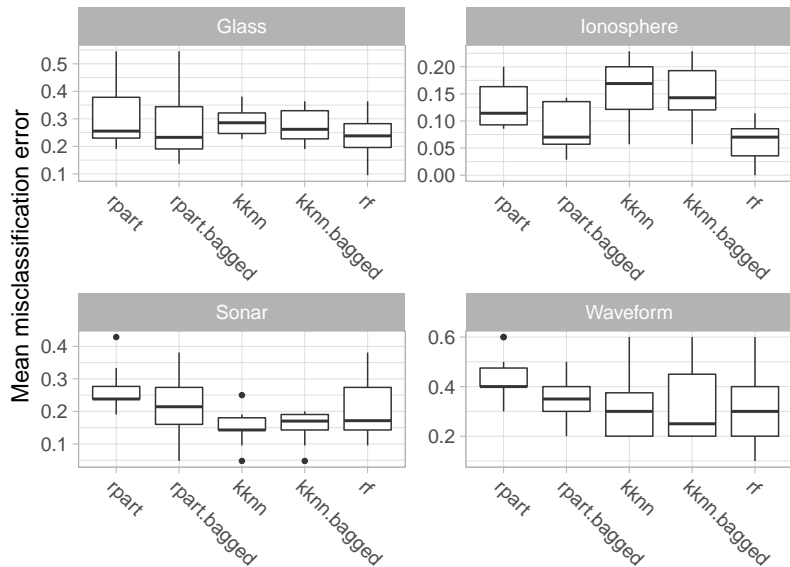 Mean misclassification error
Glass
0.5
0.4
0.3
0.2
0.1
rpart
rpart.bagged
kknn
kknn.bagged
rf
Ionosphere
0.20
0.15
0.10
0.05
0.00
rpart
rpart.bagged
kknn
kknn.bagged
rf
Sonar
0.4
0.3
0.2
0.1
rpart
rpart.bagged
kknn
kknn.bagged
rf
Waveform
0.6
0.4
0.2
rpart
rpart.bagged
kknn
kknn.bagged
rf